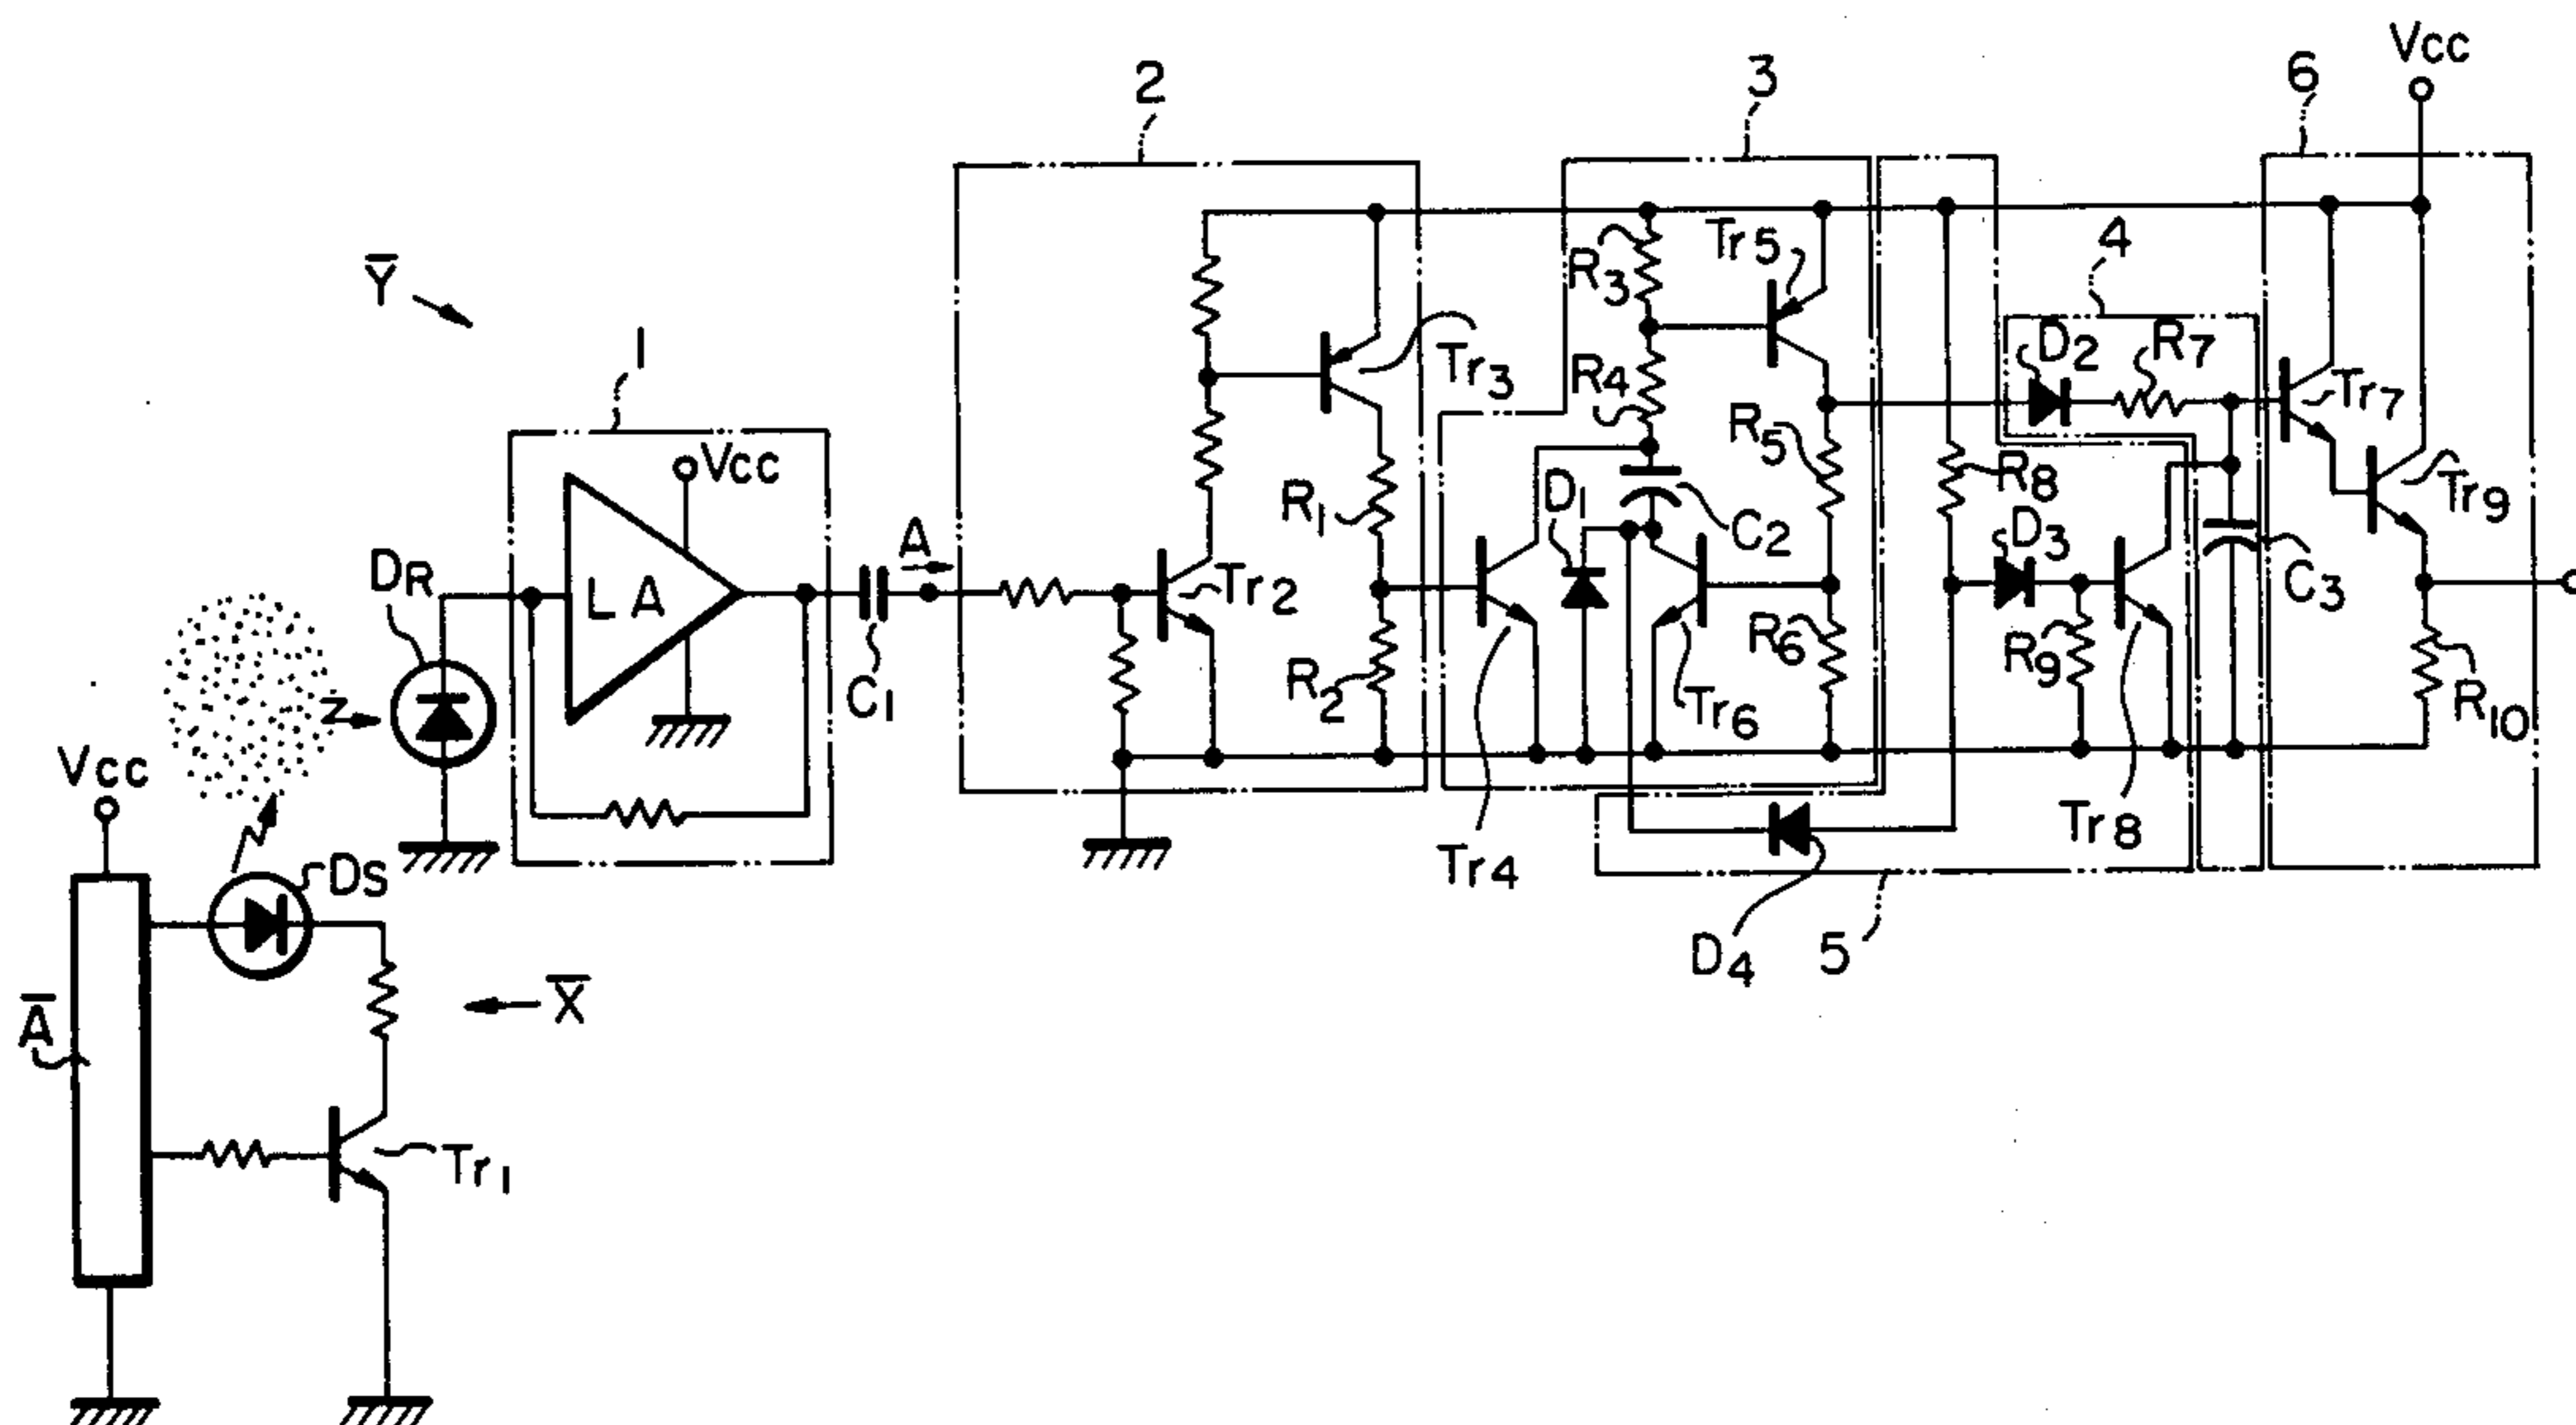 2
3
6
Vcc
Y̅
1
Vcc
LA
DR
Z
A
C1
Tr2
Tr3
R1
R2
R3
R4
Tr5
R5
D1
C2
Tr6
R6
Tr4
4
D2
R7
R8
D3
R9
Tr8
C3
Tr7
Tr9
R10
D4
5
Vcc
DS
A̅
X̅
Tr1